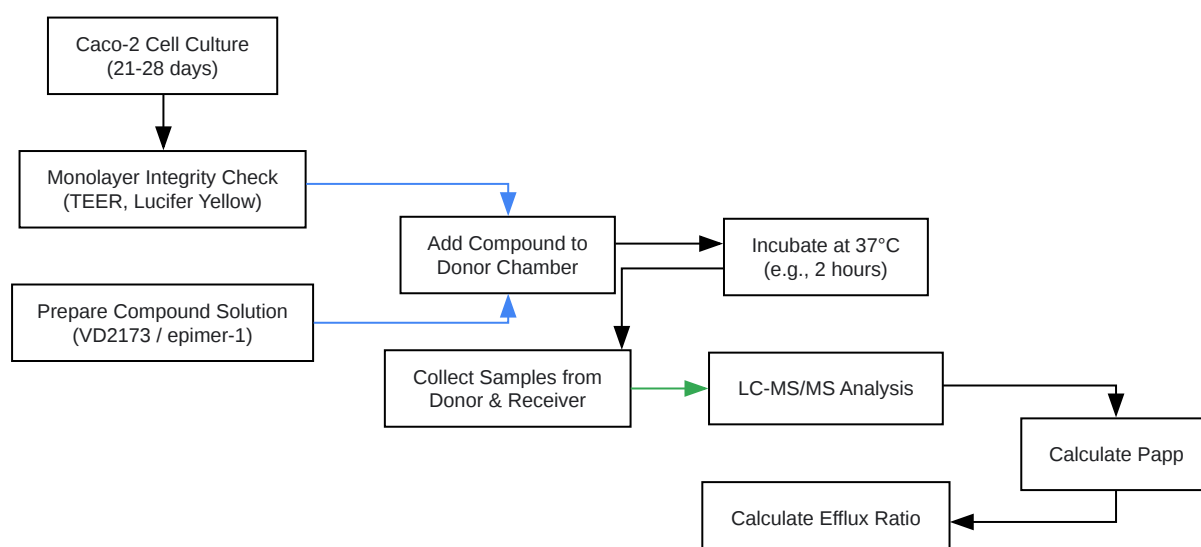 Caco-2 Cell Culture
(21-28 days)
Monolayer Integrity Check
(TEER, Lucifer Yellow)
Prepare Compound Solution
(VD2173 / epimer-1)
Add Compound to
Donor Chamber
Incubate at 37°C
(e.g., 2 hours)
Collect Samples from
Donor & Receiver
LC-MS/MS Analysis
Calculate Papp
Calculate Efflux Ratio